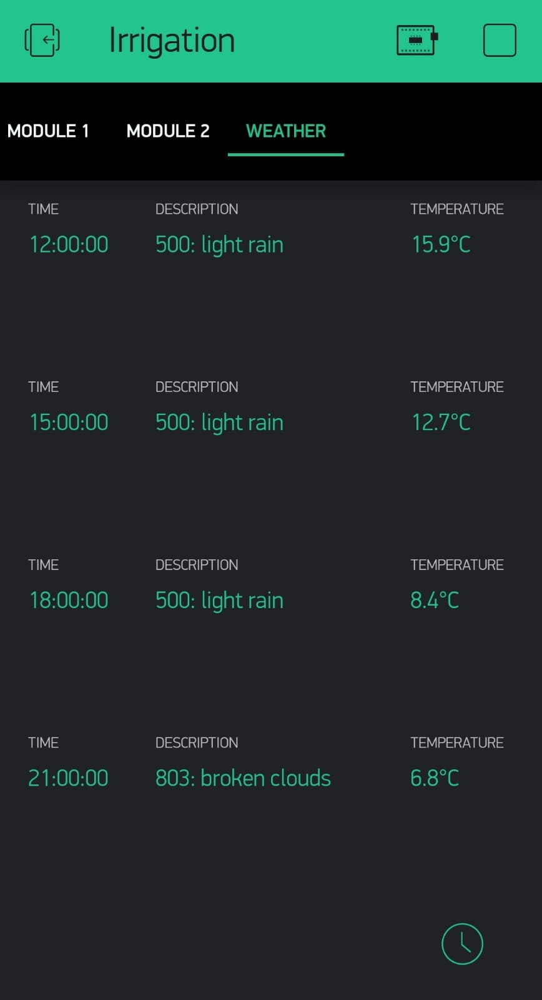 Irrigation
MODULE 1 MODULE 2 WEATHER
TIME DESCRIPTION TEMPERATURE
12:00:00 500: light rain 15.9°C
TIME DESCRIPTION TEMPERATURE
15:00:00 500: light rain 12.7°C
TIME DESCRIPTION TEMPERATURE
18:00:00 500: light rain 8.4°C
TIME DESCRIPTION TEMPERATURE
21:00:00 803: broken clouds 6.8°C